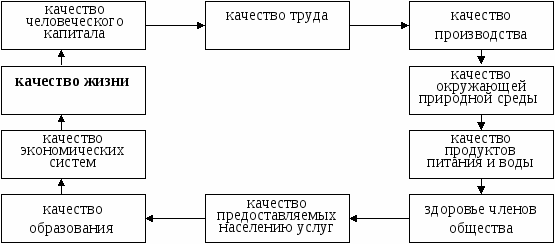 качество
человеческого
капитала
качество труда
качество
производства
качество жизни
качество
окружающей
природной среды
качество
экономических
систем
качество
продуктов
питания и воды
качество
образования
качество
предоставляемых
населению услуг
здоровье членов
общества